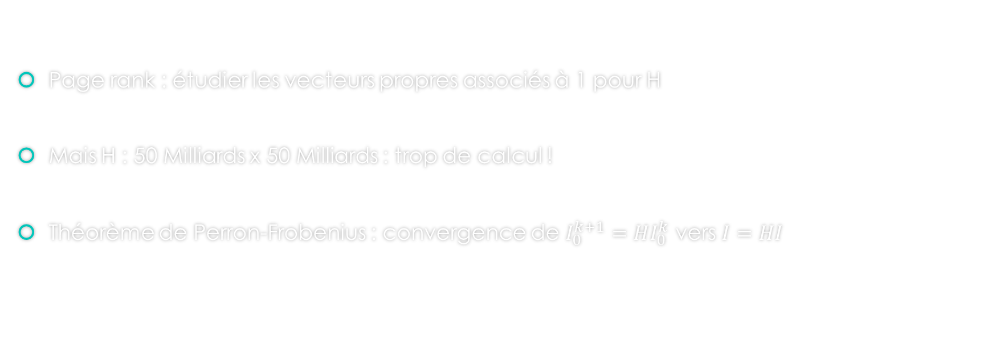 Page rank : étudier les vecteurs propres associés à 1 pour H
Mais H : 50 Milliards x 50 Milliards : trop de calcul !
Théorème de Perron-Frobenius : convergence de $I_0^{k+1} = HI_0^k$ vers $I = HI$